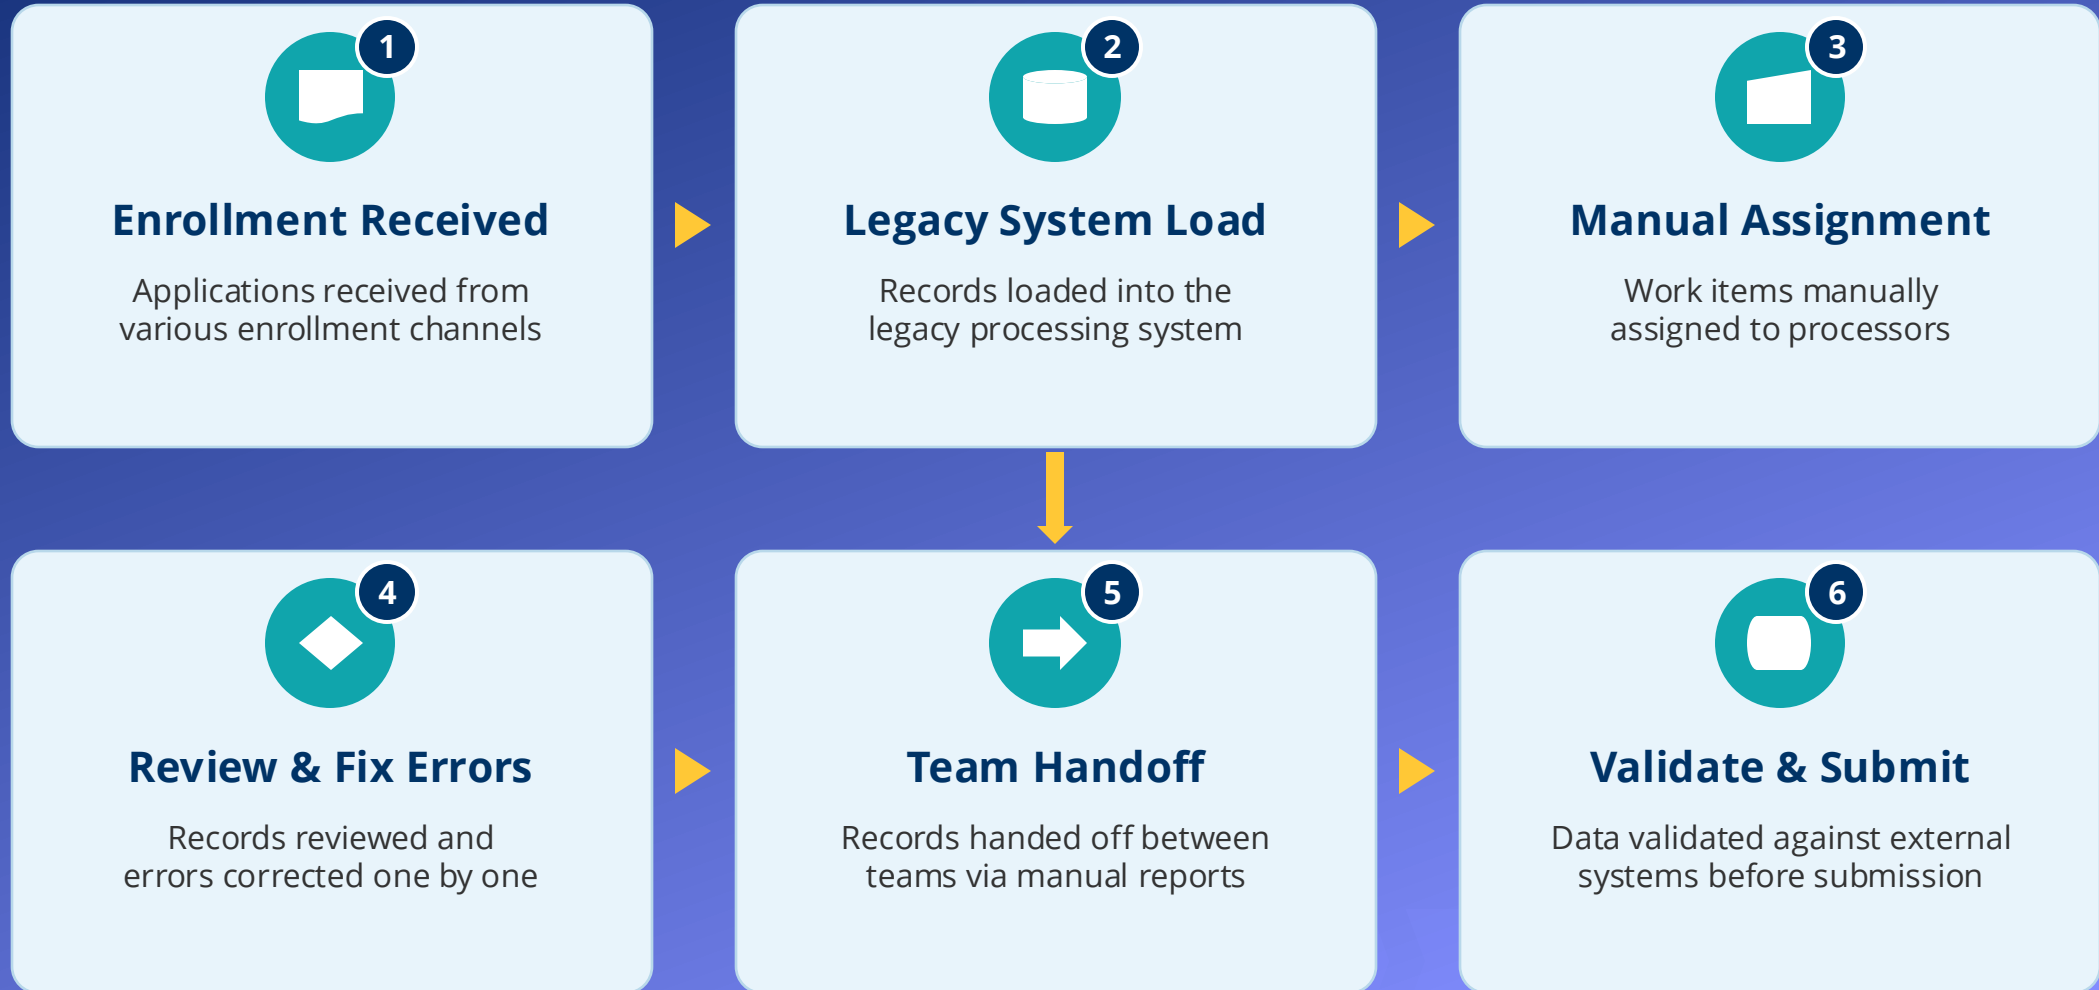 1
Enrollment Received
Applications received from
various enrollment channels
2
Legacy System Load
Records loaded into the
legacy processing system
3
Manual Assignment
Work items manually
assigned to processors
4
Review & Fix Errors
Records reviewed and
errors corrected one by one
5
Team Handoff
Records handed off between
teams via manual reports
6
Validate & Submit
Data validated against external
systems before submission